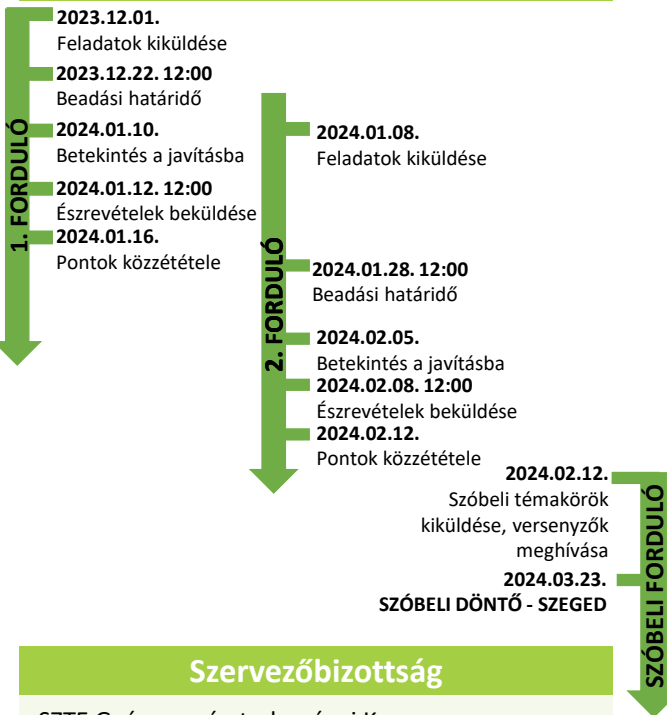 2023.12.01.
Feladatok kiküldése
2023.12.22. 12:00
Beadási határidő
2024.01.10.
Betekintés a javításba
2024.01.12. 12:00
Észrevételek beküldése
2024.01.16.
Pontok közzététele
1. FORDULÓ
2024.01.08.
Feladatok kiküldése
2024.01.28. 12:00
Beadási határidő
2024.02.05.
Betekintés a javításba
2024.02.08. 12:00
Észrevételek beküldése
2024.02.12.
Pontok közzététele
2. FORDULÓ
2024.02.12.
Szóbeli témakörök
kiküldése, versenyzők
meghívása
2024.03.23.
SZÓBELI DÖNTŐ - SZEGED
SZÓBELI FORDULÓ
Szervezőbizottság